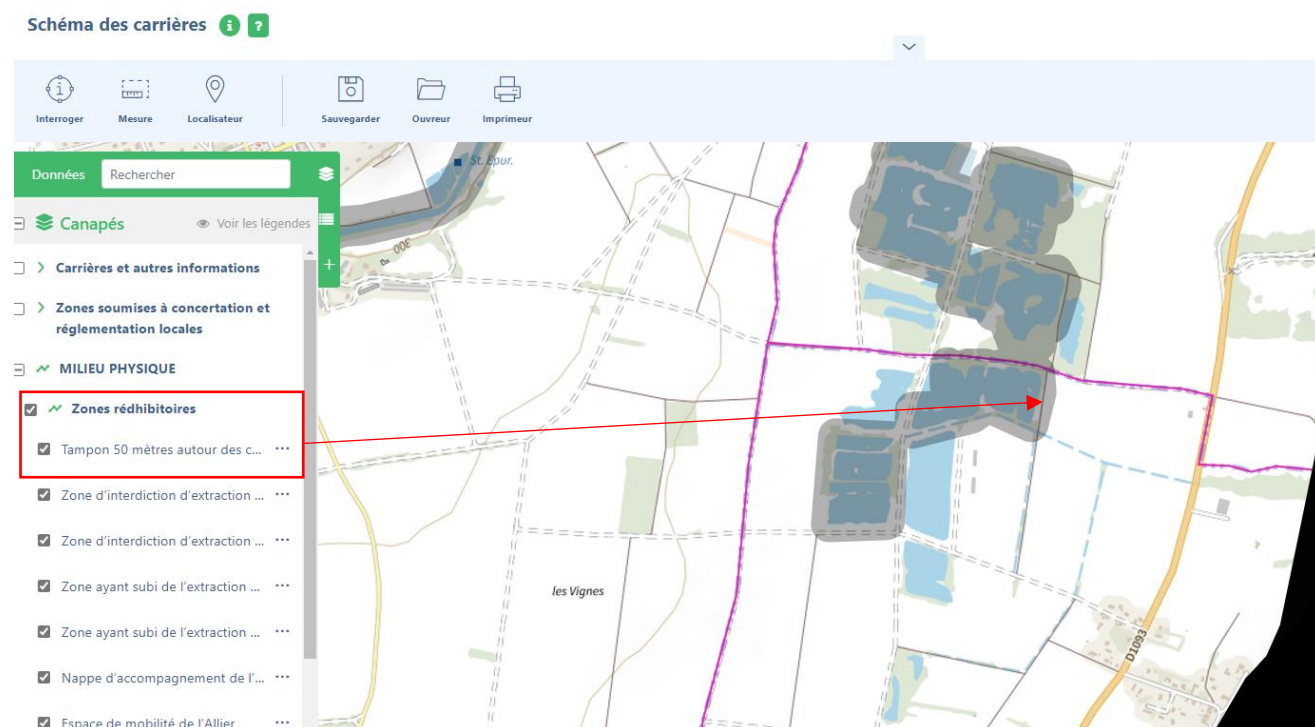 Schéma des carrières i ?
Interroger Mesure Localisateur Sauvegarder Ouvreur Imprimeur
Données Rechercher
St. Epur.
Canapés Voir les légendes
300
+
Carrières et autres informations
Zones soumises à concertation et
réglementation locales
MILIEU PHYSIQUE
Zones rédhibitoires
Tampon 50 mètres autour des c... ...
Zone d'interdiction d'extraction ... ...
Zone d'interdiction d'extraction ... ...
Zone ayant subi de l'extraction ... ...
les Vignes
Zone ayant subi de l'extraction ... ...
D1093
Nappe d'accompagnement de l'... ...
Espace de mobilité de l'Allier ...